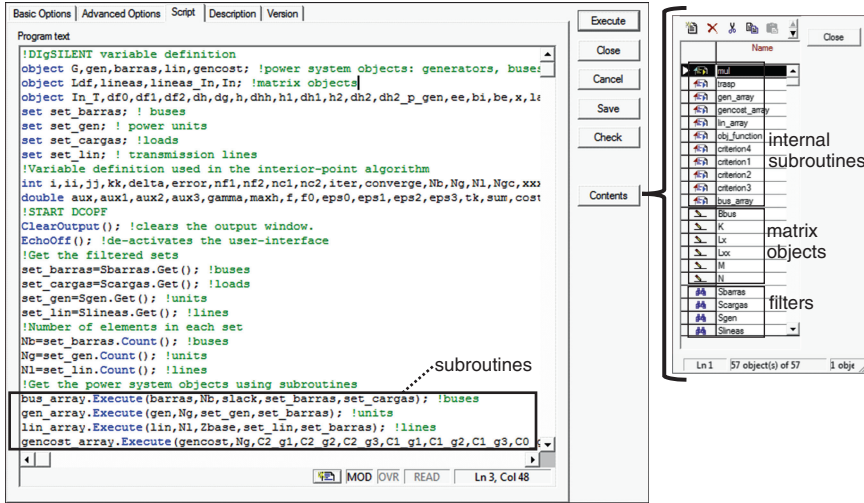 Basic Options Advanced Options Script Description Version
Program text
!DIgSILENT variable definition
object G,gen,barras,lin,gencost; !power system objects: generators, buses
object Ldf,lineas,lineas_In,In; !matrix objects
object In_T,df0,df1,df2,dh,dg,h,dhh,h1,dh1,h2,dh2,dh2_p_gen,ee,bi,be,x,la
set set_barras; ! buses
set set_gen; ! power units
set set_cargas; !loads
set set_lin; ! transmission lines
!Variable definition used in the interior-point algorithm
int i,ii,jj,kk,delta,error,nf1,nf2,nc1,nc2,iter,converge,Nb,Ng,Nl,Ngc,xxx
double aux,aux1,aux2,aux3,gamma,maxh,f,f0,eps0,eps1,eps2,eps3,tk,sum,cost
!START DCOPF
ClearOutput(); !clears the output window.
EchoOff(); !de-activates the user-interface
!Get the filtered sets
set_barras=Sbarras.Get(); !buses
set_cargas=Scargas.Get(); !loads
set_gen=Sgen.Get(); !units
set_lin=Slineas.Get(); !lines
!Number of elements in each set
Nb=set_barras.Count(); !buses
Ng=set_gen.Count(); !units
Nl=set_lin.Count(); !lines
!Get the power system objects using subroutines
bus_array.Execute(barras,Nb,slack,set_barras,set_cargas); !buses
gen_array.Execute(gen,Ng,set_gen,set_barras); !units
lin_array.Execute(lin,Nl,Zbase,set_lin,set_barras); !lines
gencost_array.Execute(gencost,Ng,C2_g1,C2_g2,C2_g3,C1_g1,C1_g2,C1_g3,C0_g
subroutines
MOD OVR READ Ln 3, Col 48
Execute
Close
Cancel
Save
Check
Contents
Close
Name
mul
trasp
gen_array
gencost_array
lin_array
obj_function
criterion4
criterion1
criterion2
criterion3
bus_array
Bbus
K
Lx
Lxx
M
N
Sbarras
Scargas
Sgen
Slineas
internal
subroutines
matrix
objects
filters
Ln 1 57 object(s) of 57 1 obje